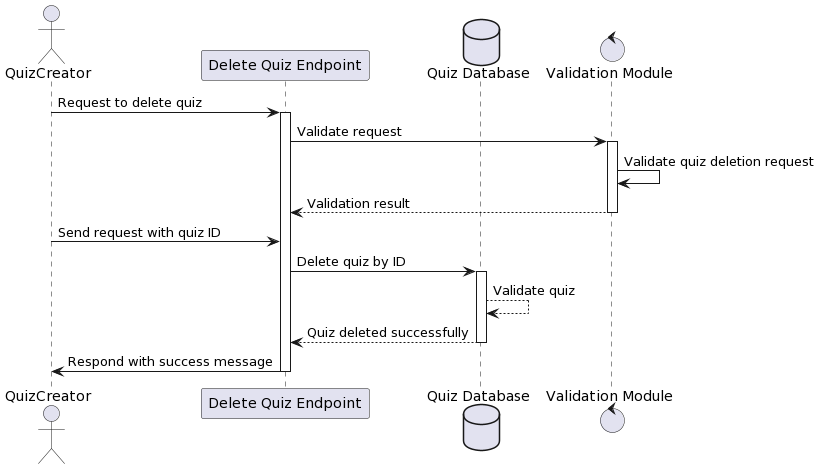 QuizCreator
Delete Quiz Endpoint
Quiz Database
Validation Module
Request to delete quiz
Validate request
Validate quiz deletion request
Validation result
Send request with quiz ID
Delete quiz by ID
Validate quiz
Quiz deleted successfully
Respond with success message
QuizCreator
Delete Quiz Endpoint
Quiz Database
Validation Module